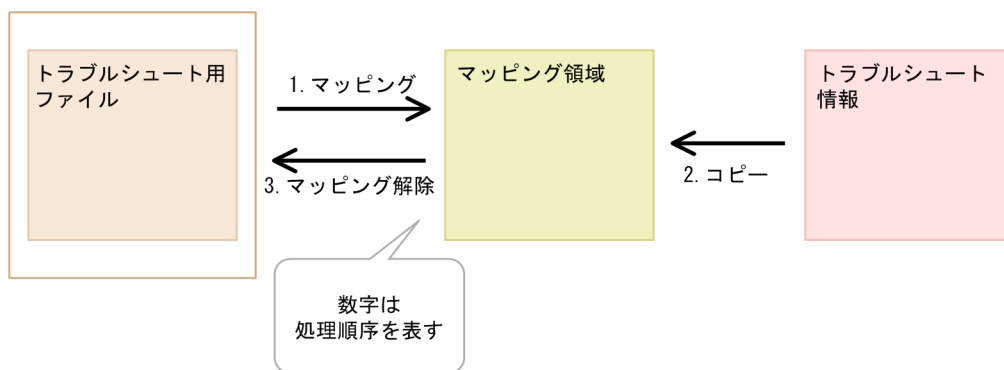 トラブルシュート用
ファイル
1.マッピング
3.マッピング解除
マッピング領域
2.コピー
トラブルシュート
情報
数字は
処理順序を表す